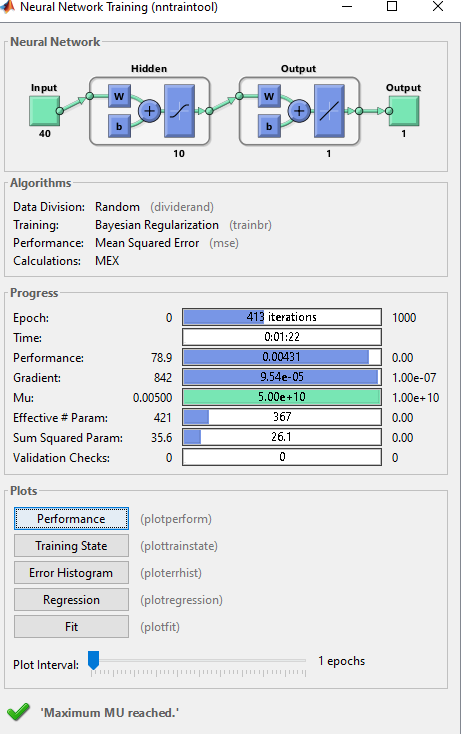 Neural Network Training (nntraintool)
Neural Network
Hidden Output
Input Output
W W
+ +
b b
40 1
10 1
Algorithms
Data Division: Random (dividerand)
Training: Bayesian Regularization (trainbr)
Performance: Mean Squared Error (mse)
Calculations: MEX
Progress
Epoch: 0 413 iterations 1000
Time: 0:01:22
Performance: 78.9 0.00431 0.00
Gradient: 842 9.54e-05 1.00e-07
Mu: 0.00500 5.00e+10 1.00e+10
Effective # Param: 421 367 0.00
Sum Squared Param: 35.6 26.1 0.00
Validation Checks: 0 0 0
Plots
Performance (plotperform)
Training State (plottrainstate)
Error Histogram (ploterrhist)
Regression (plotregression)
Fit (plotfit)
Plot Interval: 1 epochs
'Maximum MU reached.'